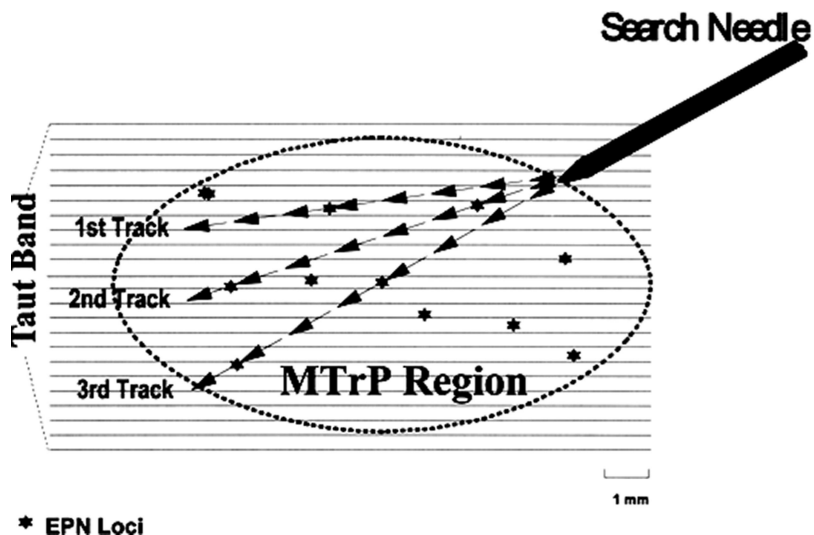 Search Needle
Taut Band
1st Track
2nd Track
3rd Track
MTrP Region
1 mm
EPN Loci